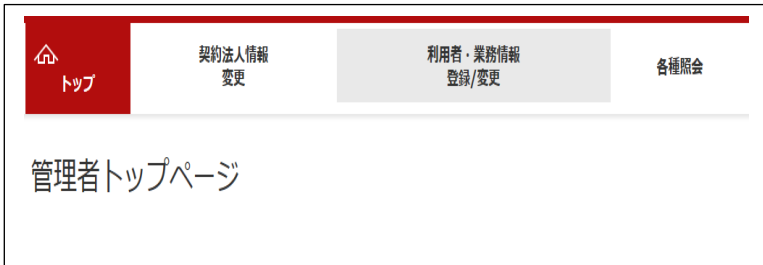 トップ
契約法人情報
変更
利用者・業務情報
登録/変更
各種照会
管理者トップページ